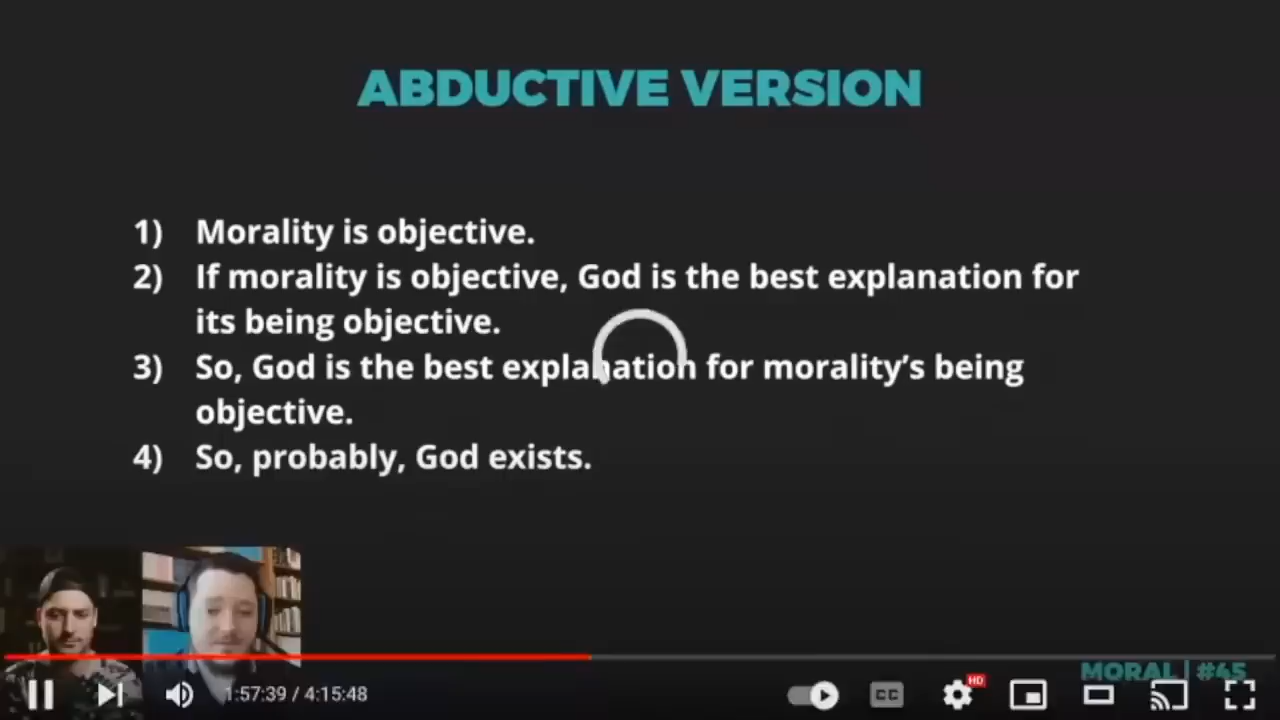 ABDUCTIVE VERSION
1) Morality is objective.
2) If morality is objective, God is the best explanation for
its being objective.
3) So, God is the best explanation for morality’s being
objective.
4) So, probably, God exists.
MORAL | #45
1:57:39 / 4:15:48
CC
HD